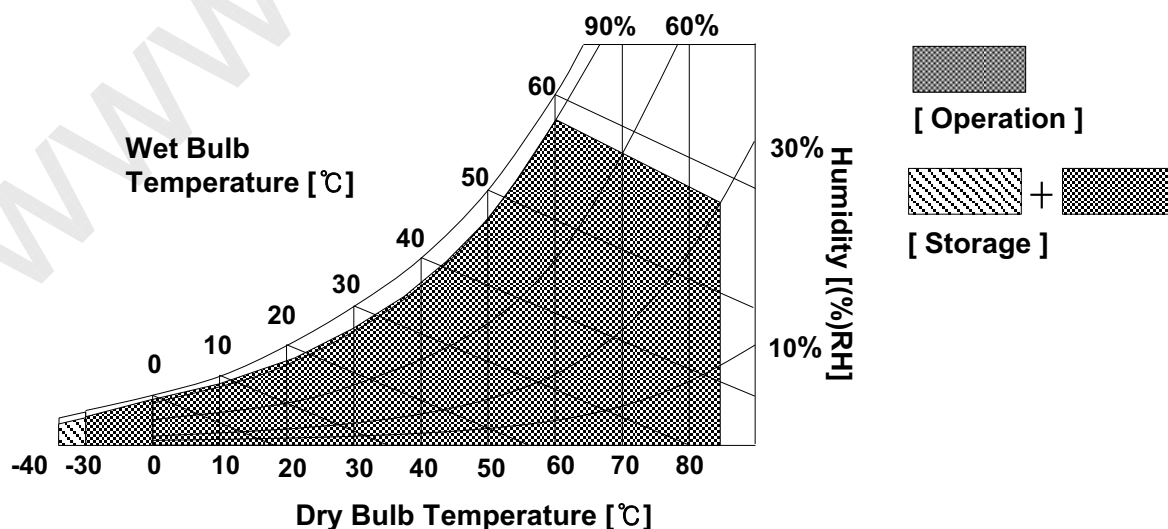 www
90% 60%
60
[ Operation ]
Wet Bulb
Temperature [℃]
30%
50
Humidity [(%)RH]
+
40
[ Storage ]
30
20
10%
10
0
-40 -30 0 10 20 30 40 50 60 70 80
Dry Bulb Temperature [℃]